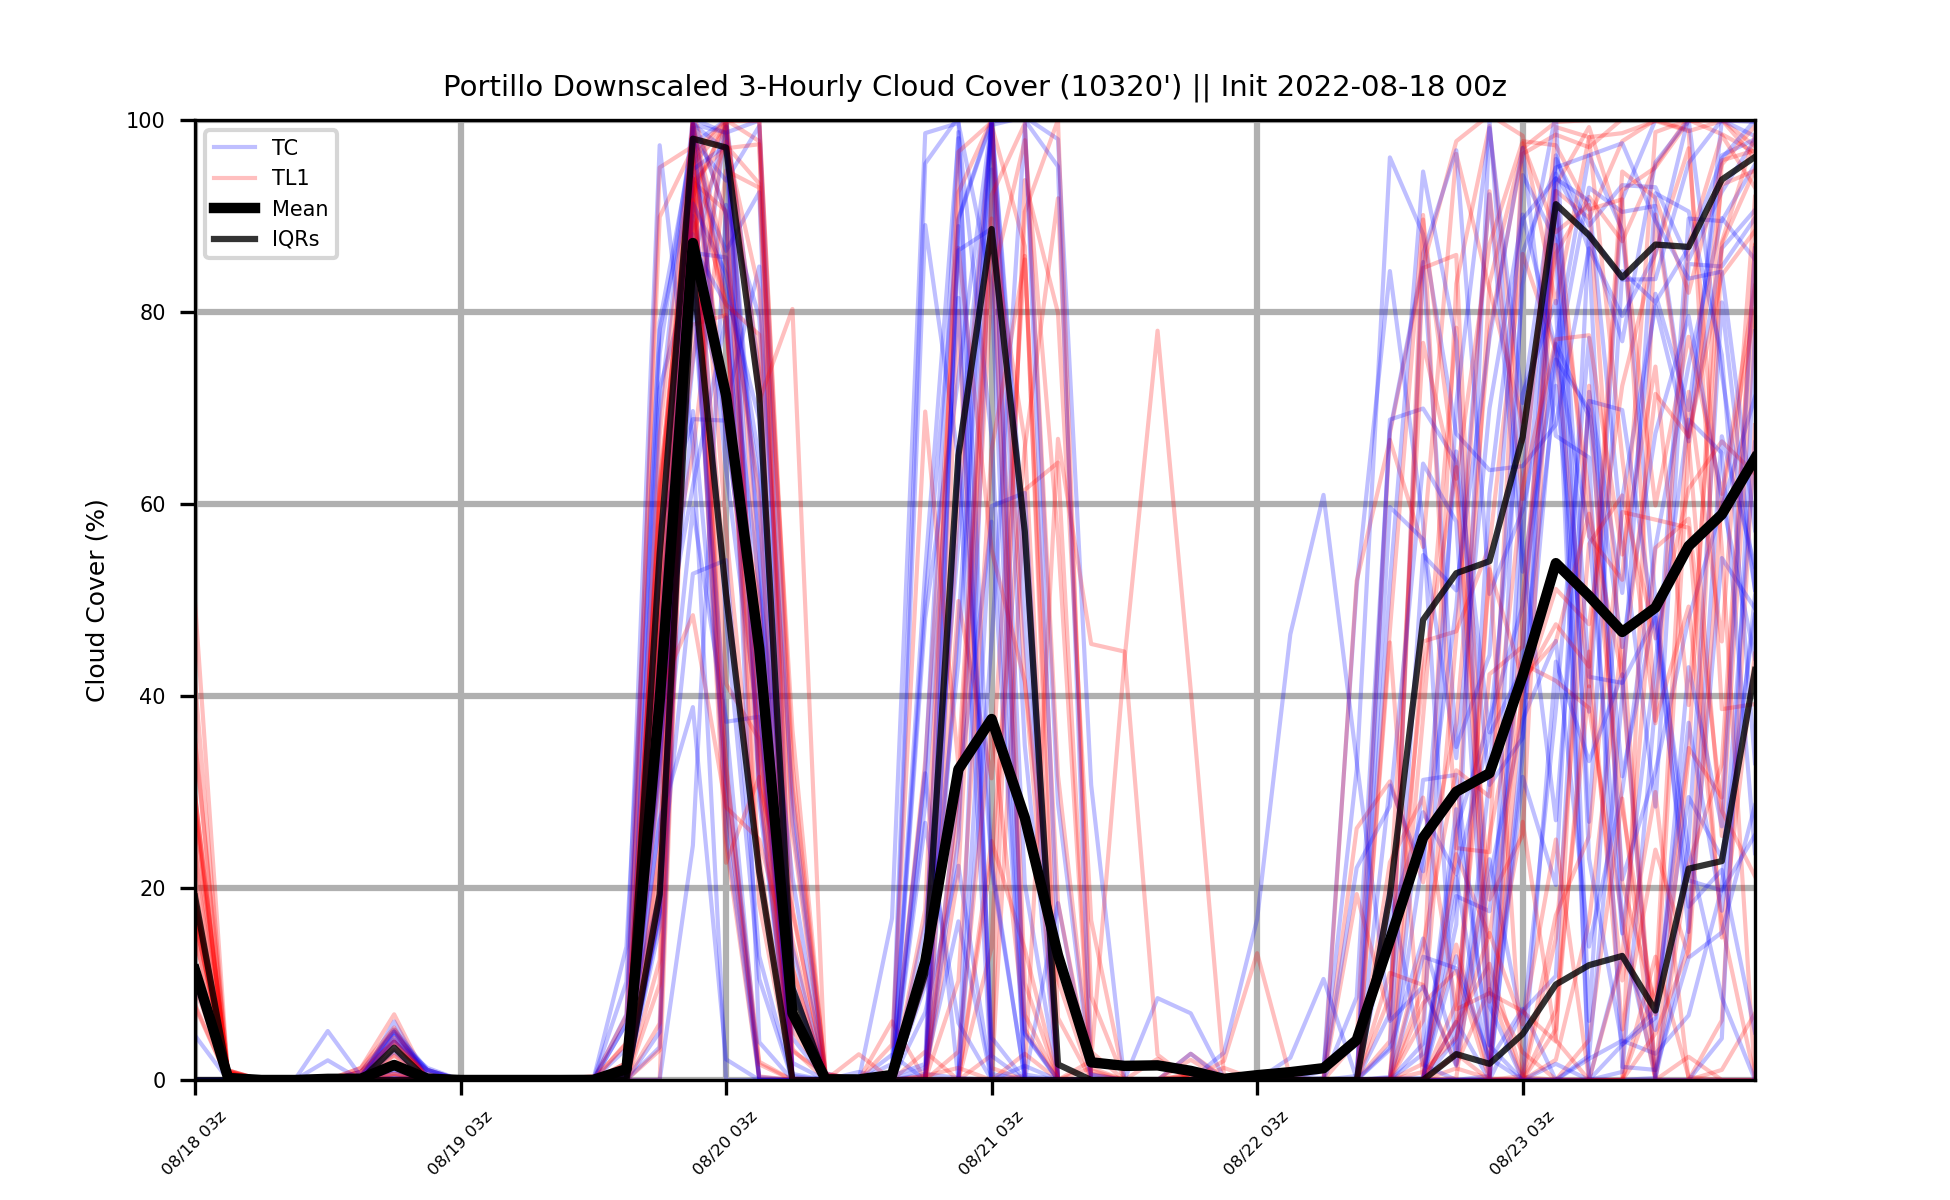 Portillo Downscaled 3-Hourly Cloud Cover (10320') || Init 2022-08-18 00z
Cloud Cover (%)
100
80
60
40
20
0
TC
TL1
Mean
IQRs
08/18 03z
08/19 03z
08/20 03z
08/21 03z
08/22 03z
08/23 03z